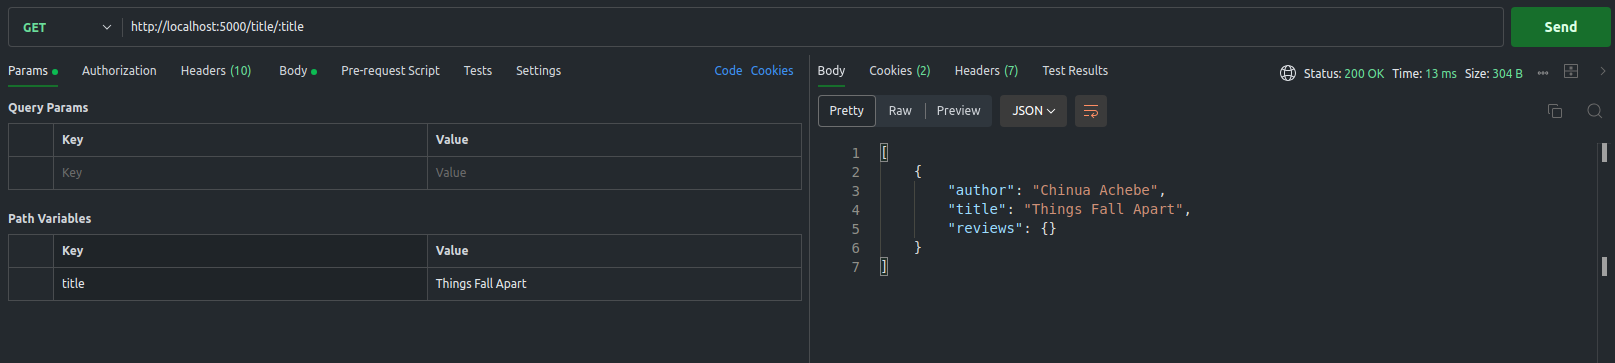 GET http://localhost:5000/title/:title Send
Params Authorization Headers (10) Body Pre-request Script Tests Settings Code Cookies
Query Params
Key Value
Key Value
Path Variables
Key Value
title Things Fall Apart
Body Cookies (2) Headers (7) Test Results Status: 200 OK Time: 13 ms Size: 304 B
Pretty Raw Preview JSON
1 [
2 {
3 "author": "Chinua Achebe",
4 "title": "Things Fall Apart",
5 "reviews": {}
6 }
7 ]